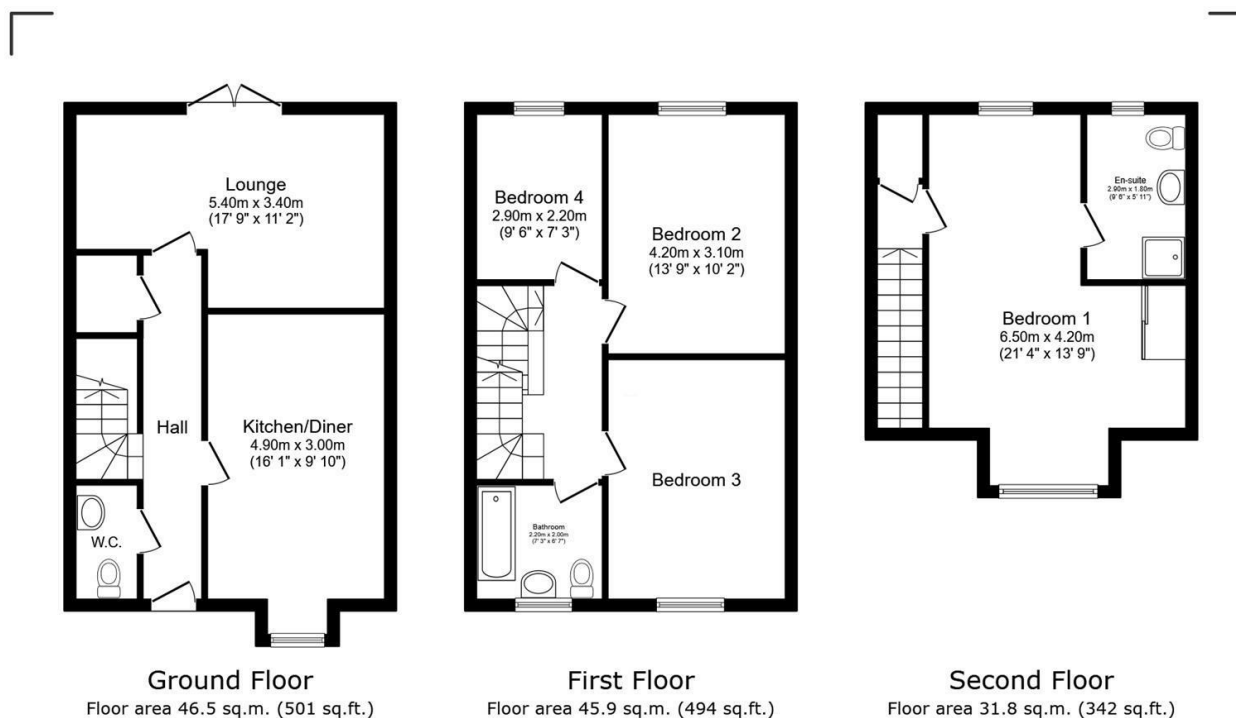 Lounge
5.40m x 3.40m
(17' 9" x 11' 2")
Hall
Kitchen/Diner
4.90m x 3.00m
(16' 1" x 9' 10")
W.C.
Ground Floor
Floor area 46.5 sq.m. (501 sq.ft.)
Bedroom 4
2.90m x 2.20m
(9' 6" x 7' 3")
Bedroom 2
4.20m x 3.10m
(13' 9" x 10' 2")
Bedroom 3
Bathroom
2.20m x 2.00m
(7' 3" x 6' 7")
First Floor
Floor area 45.9 sq.m. (494 sq.ft.)
En-suite
2.90m x 1.80m
(9' 6" x 5' 11")
Bedroom 1
6.50m x 4.20m
(21' 4" x 13' 9")
Second Floor
Floor area 31.8 sq.m. (342 sq.ft.)